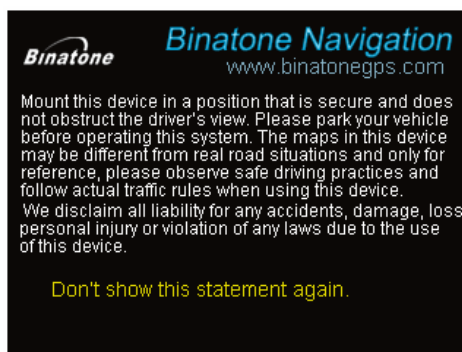 Binatone
Binatone Navigation
www.binatonegps.com
Mount this device in a position that is secure and does
not obstruct the driver's view. Please park your vehicle
before operating this system. The maps in this device
may be different from real road situations and only for
reference, please observe safe driving practices and
follow actual traffic rules when using this device.
We disclaim all liability for any accidents, damage, loss
personal injury or violation of any laws due to the use
of this device.
Don't show this statement again.